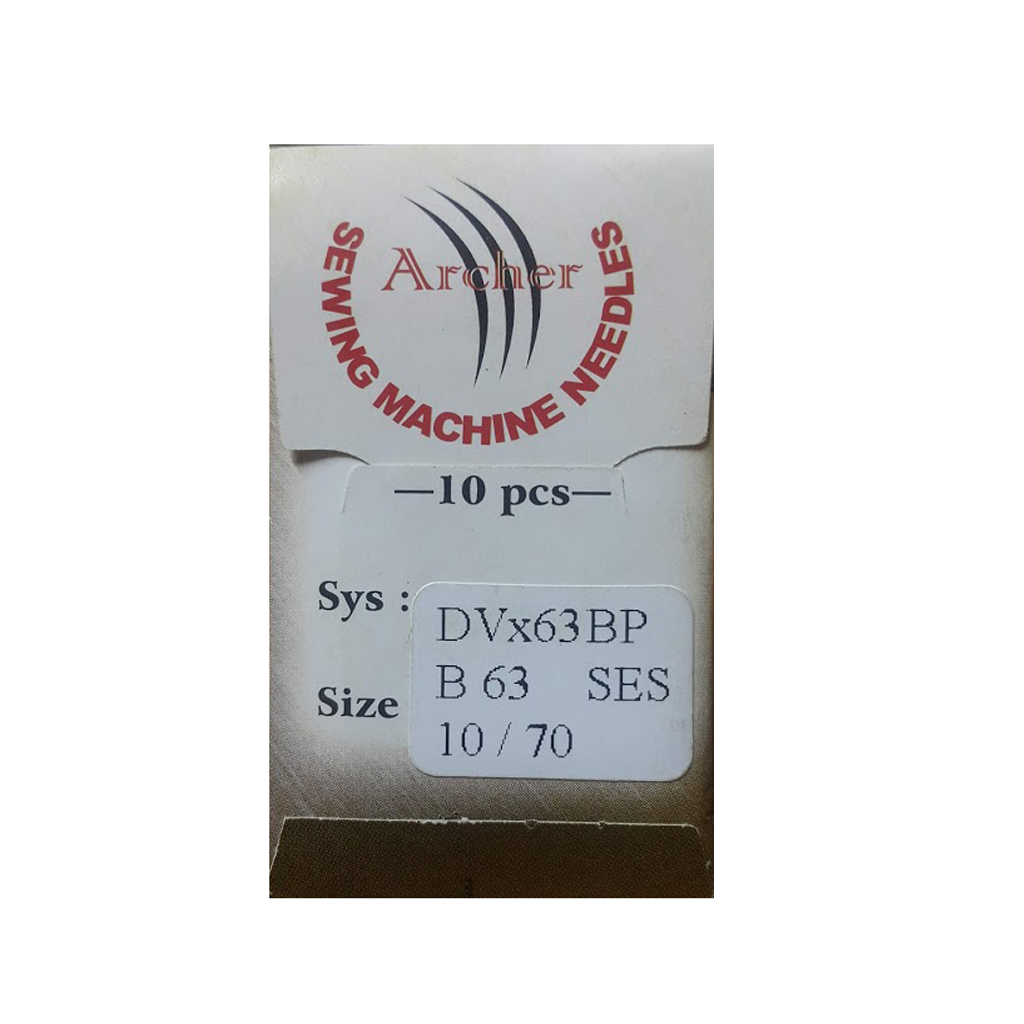 Archer
SEWING MACHINE NEEDLES
—10 pcs—
Sys :
DVx63BP
B 63 SES
Size
10 / 70